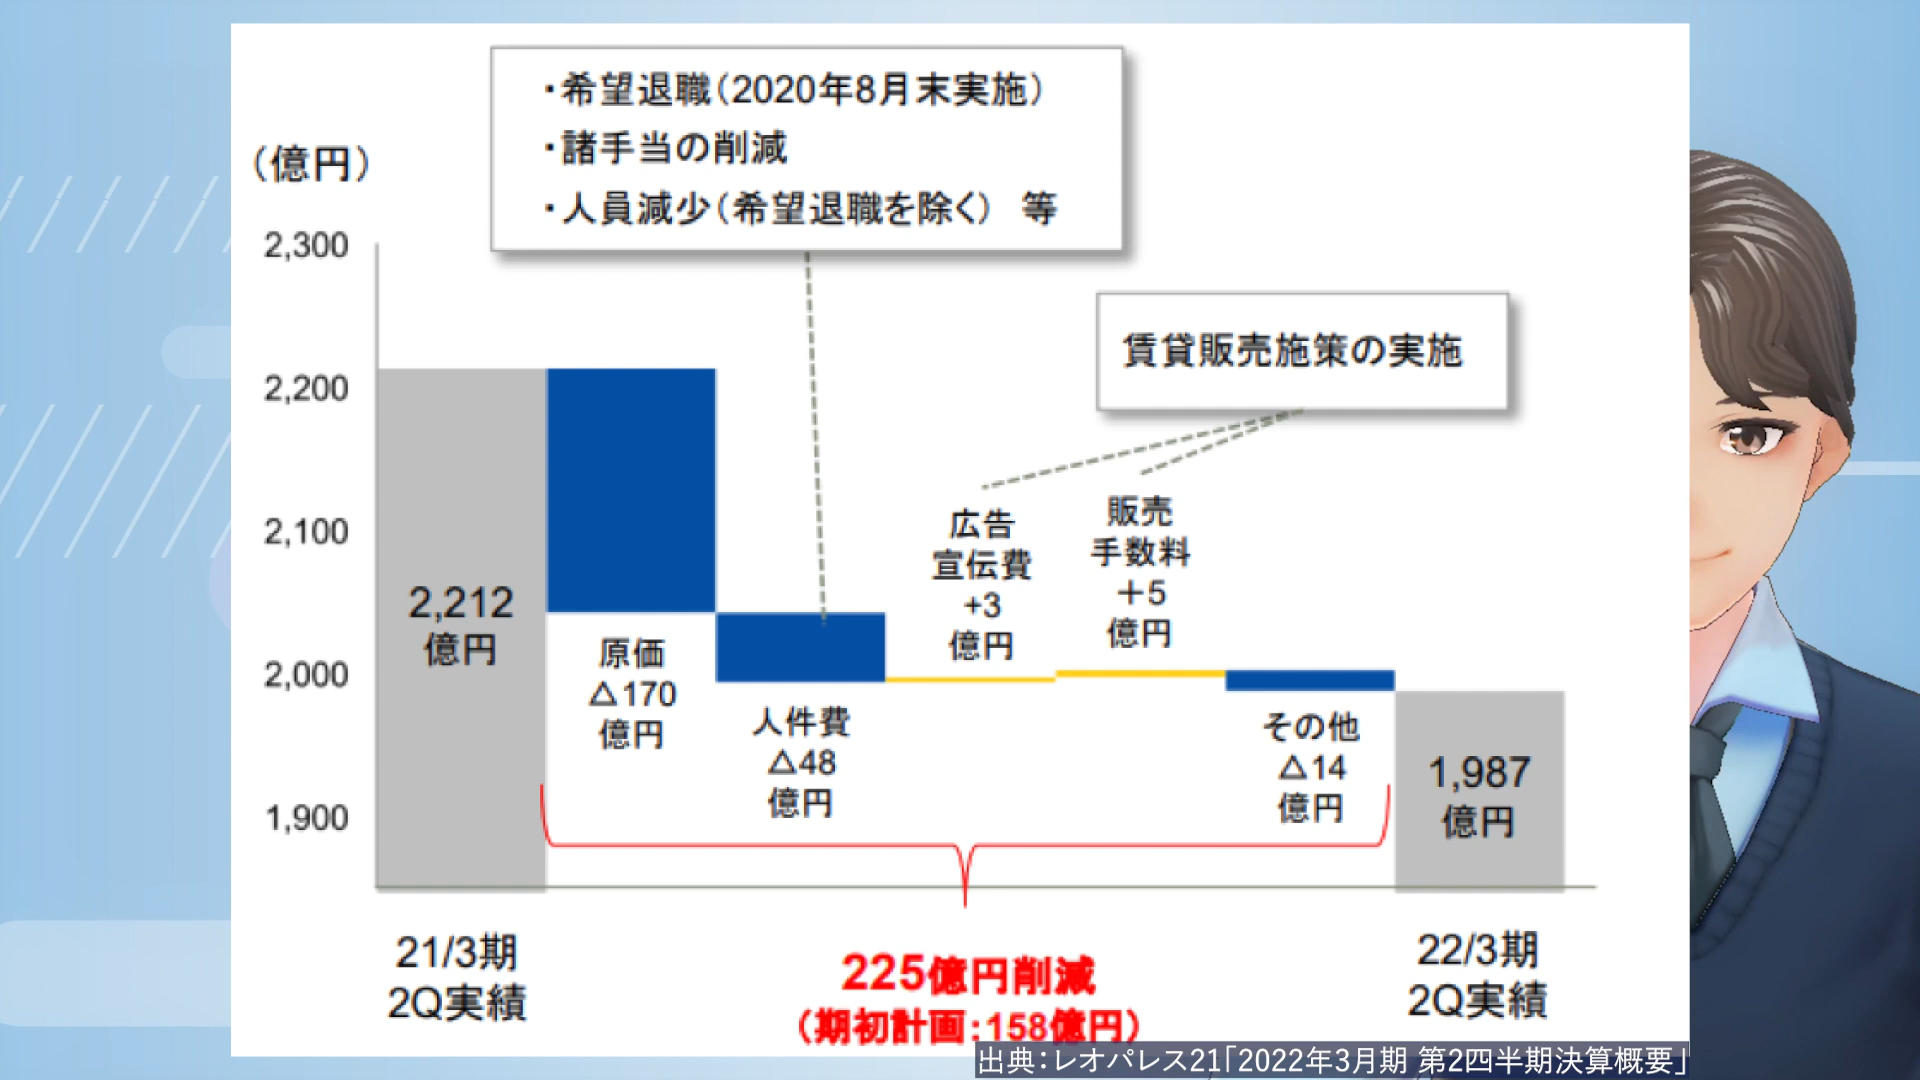 ・希望退職（2020年8月末実施）
・諸手当の削減
・人員減少（希望退職を除く） 等
（億円）
2,300
2,200
2,100
2,000
1,900
賃貸販売施策の実施
2,212
億円
原価
△170
億円
人件費
△48
億円
広告
宣伝費
+3
億円
販売
手数料
＋5
億円
その他
△14
億円
1,987
億円
21/3期
2Q実績
225億円削減
（期初計画：158億円）
22/3期
2Q実績
出典：レオパレス21「2022年3月期 第2四半期決算概要」